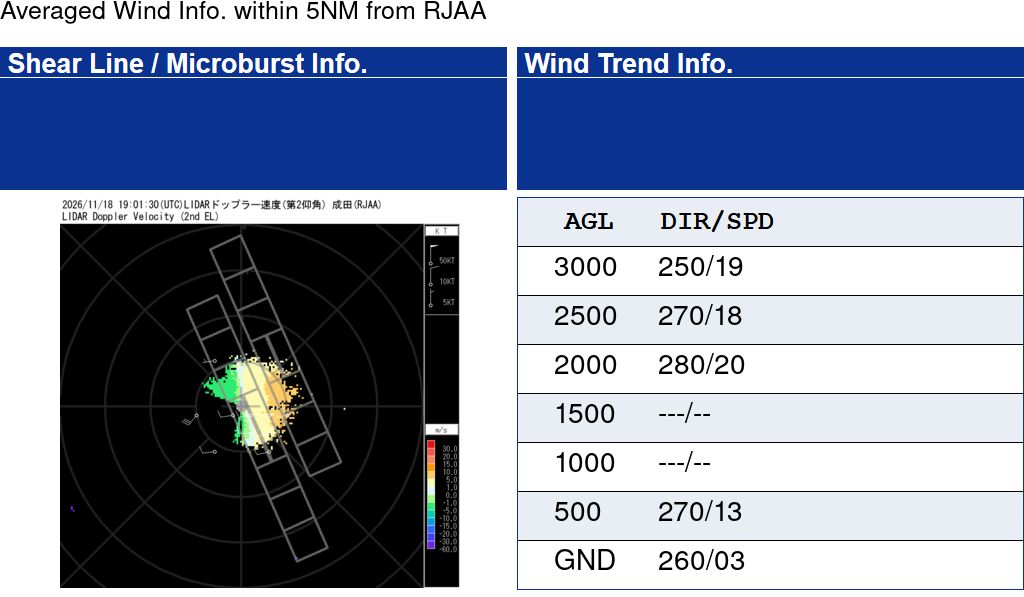 Averaged Wind Info. within 5NM from RJAA
Shear Line / Microburst Info.
Wind Trend Info.
2026/11/18 19:01:30(UTC)LIDARドップラー速度(第2仰角) 成田(RJAA)
LIDAR Doppler Velocity (2nd EL)
K T
50KT
10KT
5KT
m/s
30.0
20.0
15.0
10.0
5.0
1.0
0.0
-1.0
-5.0
-10.0
-15.0
-20.0
-30.0
-60.0
AGL DIR/SPD
3000 250/19
2500 270/18
2000 280/20
1500 ---/--
1000 ---/--
500 270/13
GND 260/03